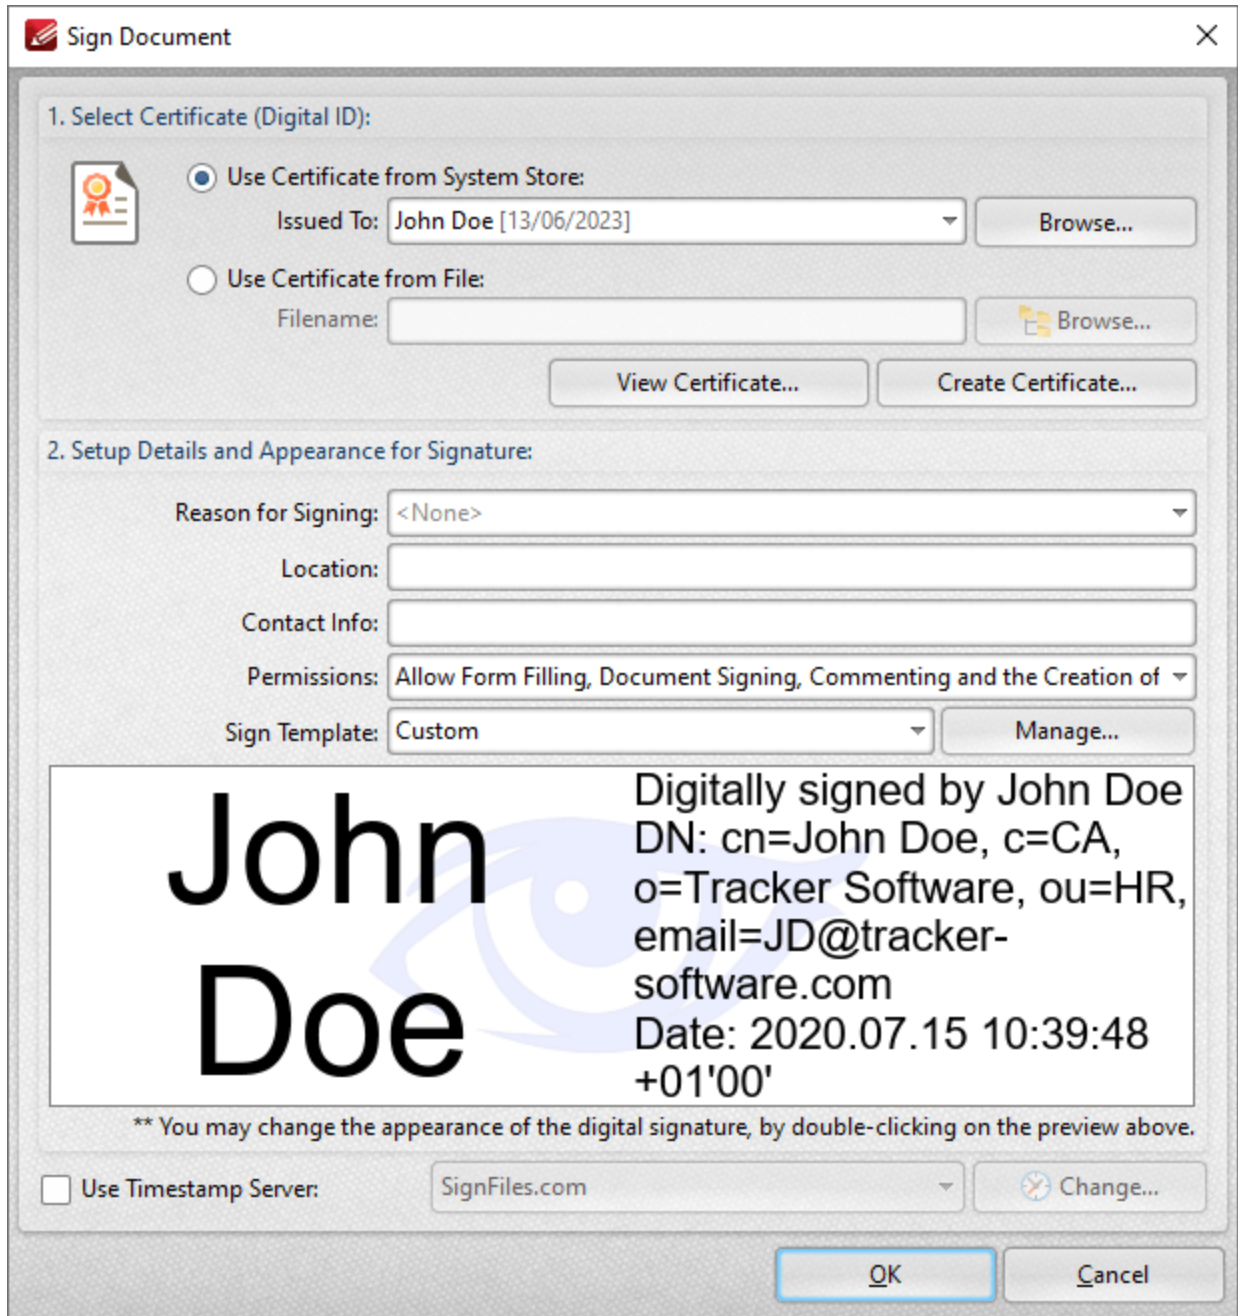 Sign Document
1. Select Certificate (Digital ID):
Use Certificate from System Store:
Issued To: John Doe [13/06/2023] Browse...
Use Certificate from File:
Filename: Browse...
View Certificate... Create Certificate...
2. Setup Details and Appearance for Signature:
Reason for Signing: <None>
Location:
Contact Info:
Permissions: Allow Form Filling, Document Signing, Commenting and the Creation of
Sign Template: Custom Manage...
John
Doe
Digitally signed by John Doe
DN: cn=John Doe, c=CA,
o=Tracker Software, ou=HR,
email=JD@tracker-
software.com
Date: 2020.07.15 10:39:48
+01'00'
** You may change the appearance of the digital signature, by double-clicking on the preview above.
Use Timestamp Server: SignFiles.com Change...
OK Cancel